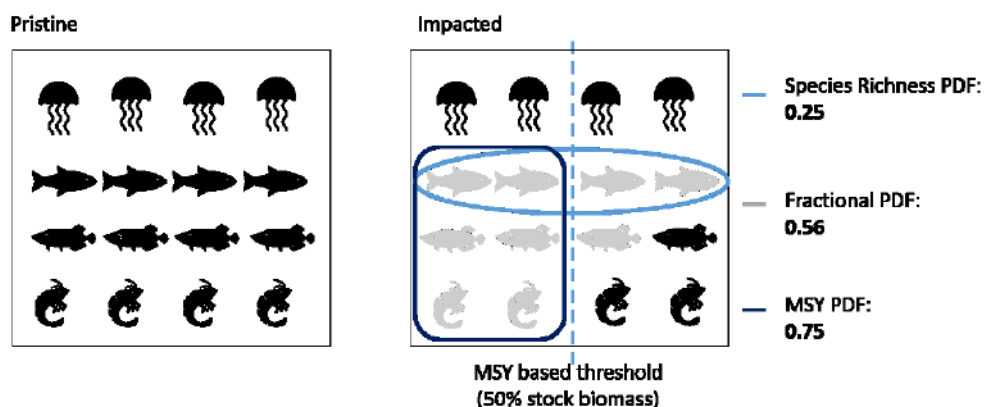 Pristine
Impacted
Species Richness PDF:
0.25
Fractional PDF:
0.56
MSY PDF:
0.75
MSY based threshold
(50% stock biomass)